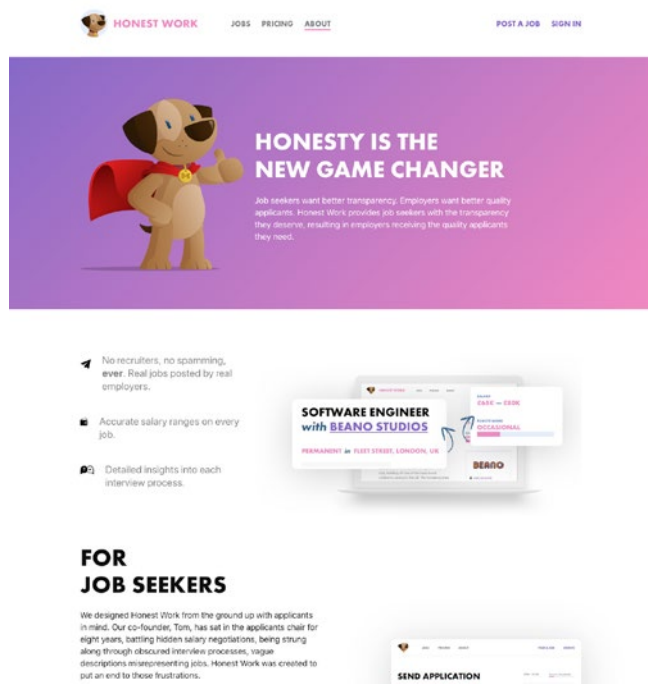 HONEST WORK
JOBS PRICING ABOUT
POST A JOB SIGN IN
HONESTY IS THE
NEW GAME CHANGER
Job seekers want better transparency. Employers want better quality
applicants. Honest Work provides job seekers with the transparency
they deserve, resulting in employers receiving the quality applicants
they need.
No recruiters, no spamming,
ever. Real jobs posted by real
employers.
Accurate salary ranges on every
job.
Detailed insights into each
interview process.
SOFTWARE ENGINEER
with BEANO STUDIOS
PERMANENT in FLEET STREET, LONDON, UK
OCCASIONAL
BEANO
FOR
JOB SEEKERS
We designed Honest Work from the ground up with applicants
in mind. Our co-founder, Tom, has sat in the applicants chair for
eight years, battling hidden salary negotiations, being strung
along through obscured interview processes, vague
descriptions misrepresenting jobs. Honest Work was created to
put an end to those frustrations.
SEND APPLICATION